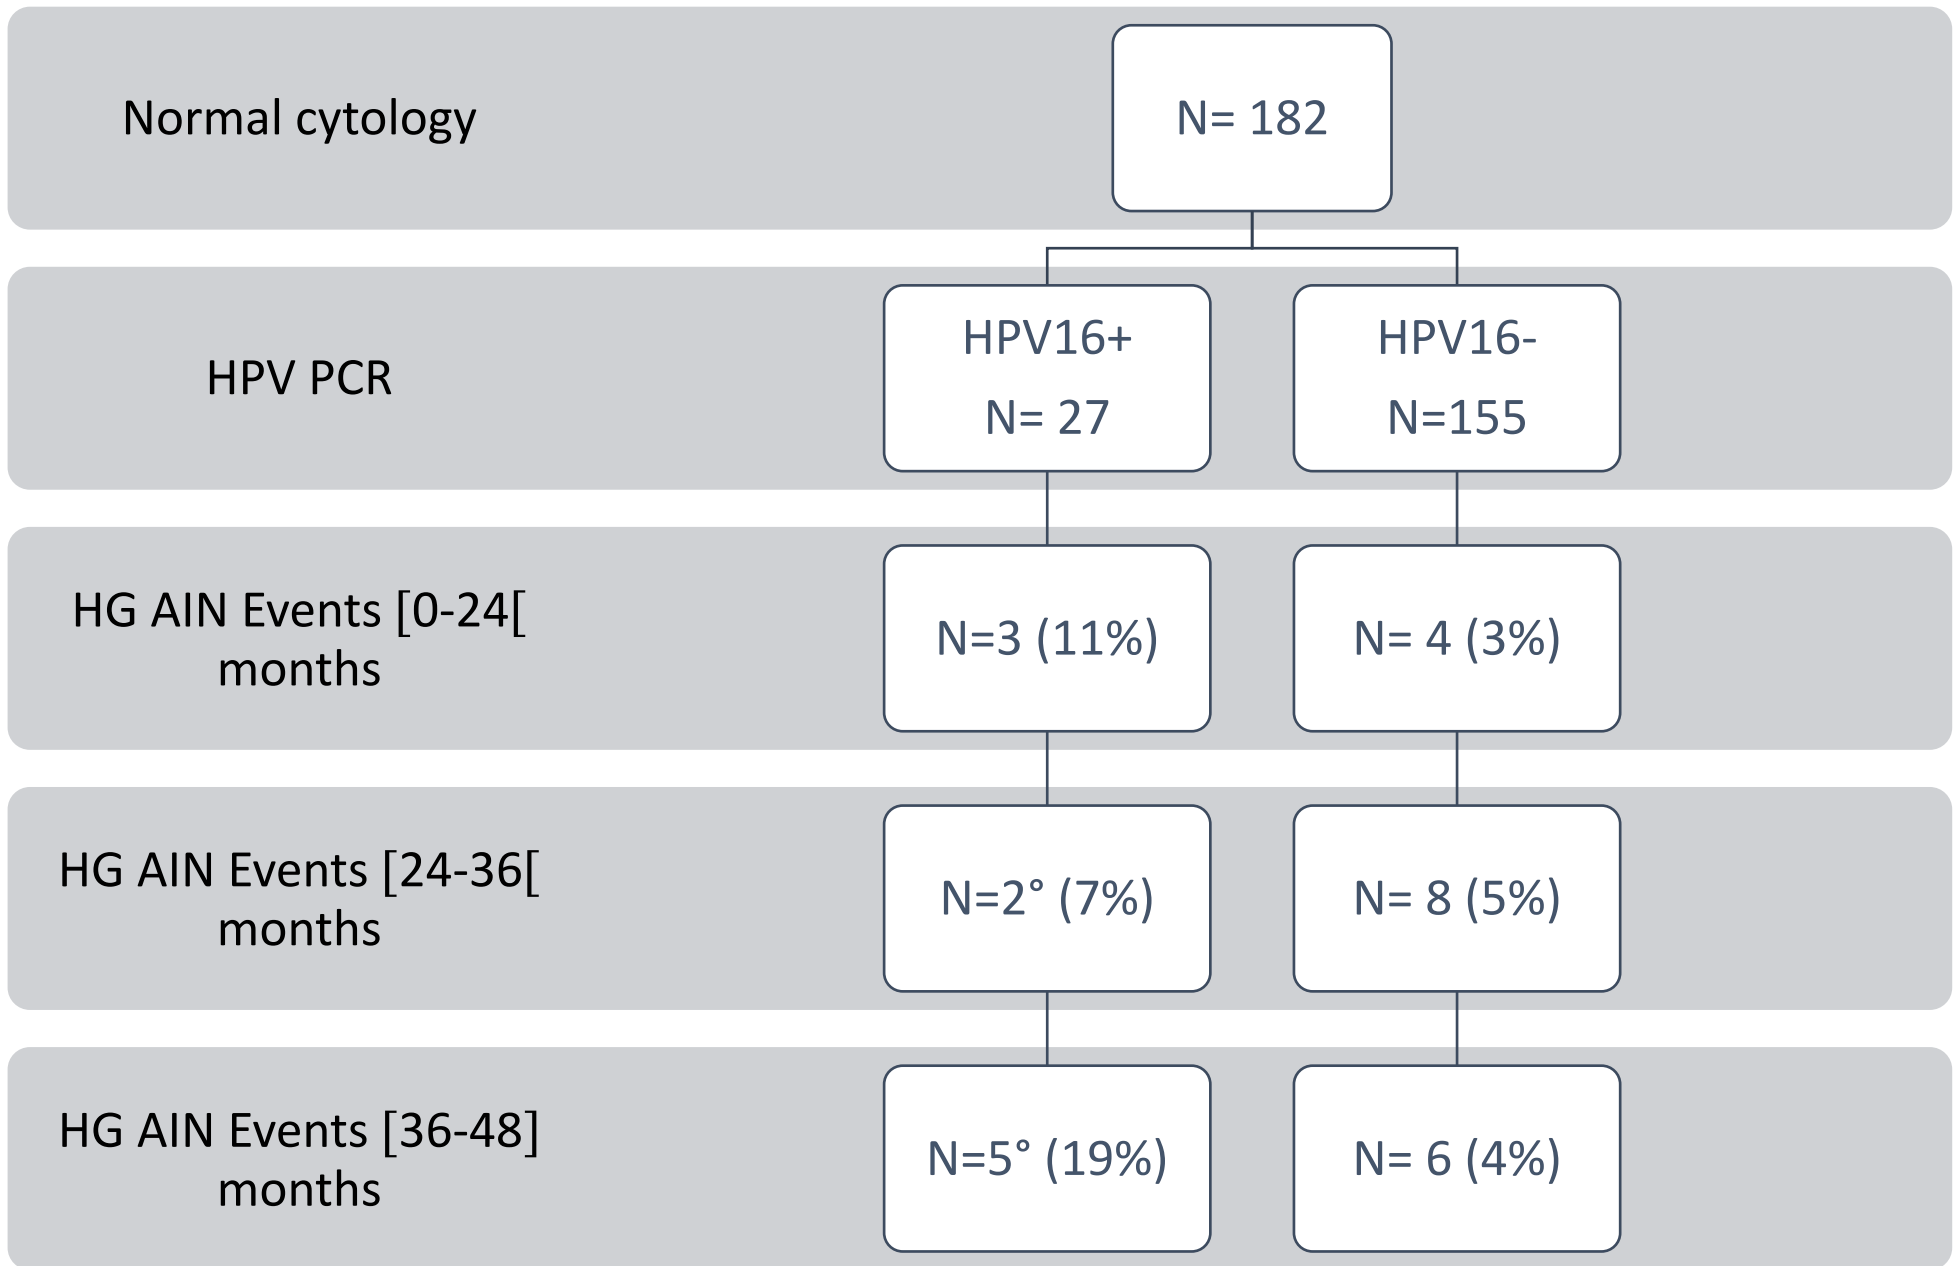 Normal cytology
N= 182
HPV PCR
HPV16+
N= 27
HPV16-
N=155
HG AIN Events [0-24[
months
N=3 (11%)
N= 4 (3%)
HG AIN Events [24-36[
months
N=2° (7%)
N= 8 (5%)
HG AIN Events [36-48]
months
N=5° (19%)
N= 6 (4%)